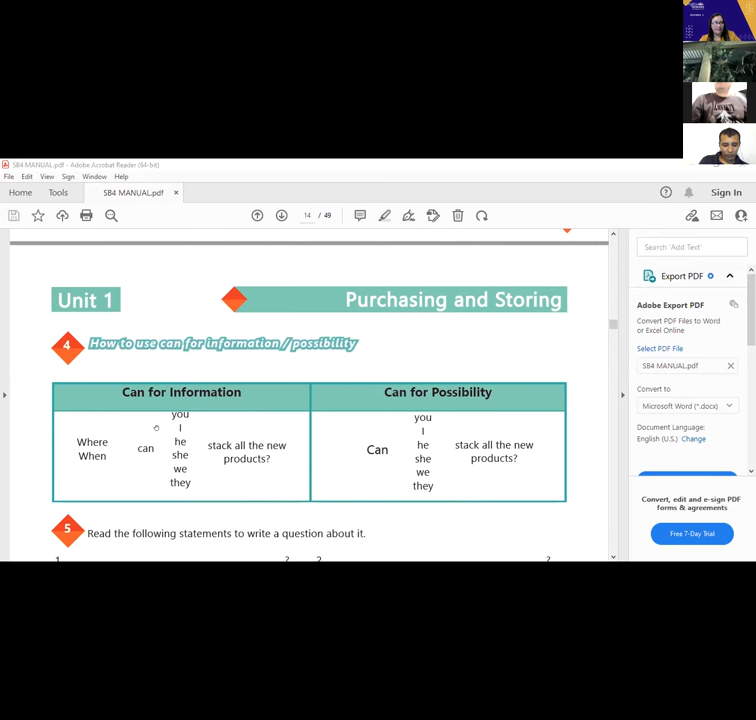 SB4 MANUAL.pdf - Adobe Acrobat Reader (64-bit)
File Edit View Sign Window Help
Home Tools SB4 MANUAL.pdf × Sign In
14 / 49
Search 'Add Text'
Export PDF
Adobe Export PDF
Convert PDF Files to Word
or Excel Online
Select PDF File
SB4 MANUAL.pdf
Convert to
Microsoft Word (*.docx)
Document Language:
English (U.S.) Change
Convert, edit and e-sign PDF
forms & agreements
Free 7-Day Trial
Unit 1 Purchasing and Storing
4 How to use can for information / possibility
Can for Information Can for Possibility
Where
When
can
you
I
he
she
we
they
stack all the new
products?
Can
you
I
he
she
we
they
stack all the new
products?
5 Read the following statements to write a question about it.
1 ? 2 ?